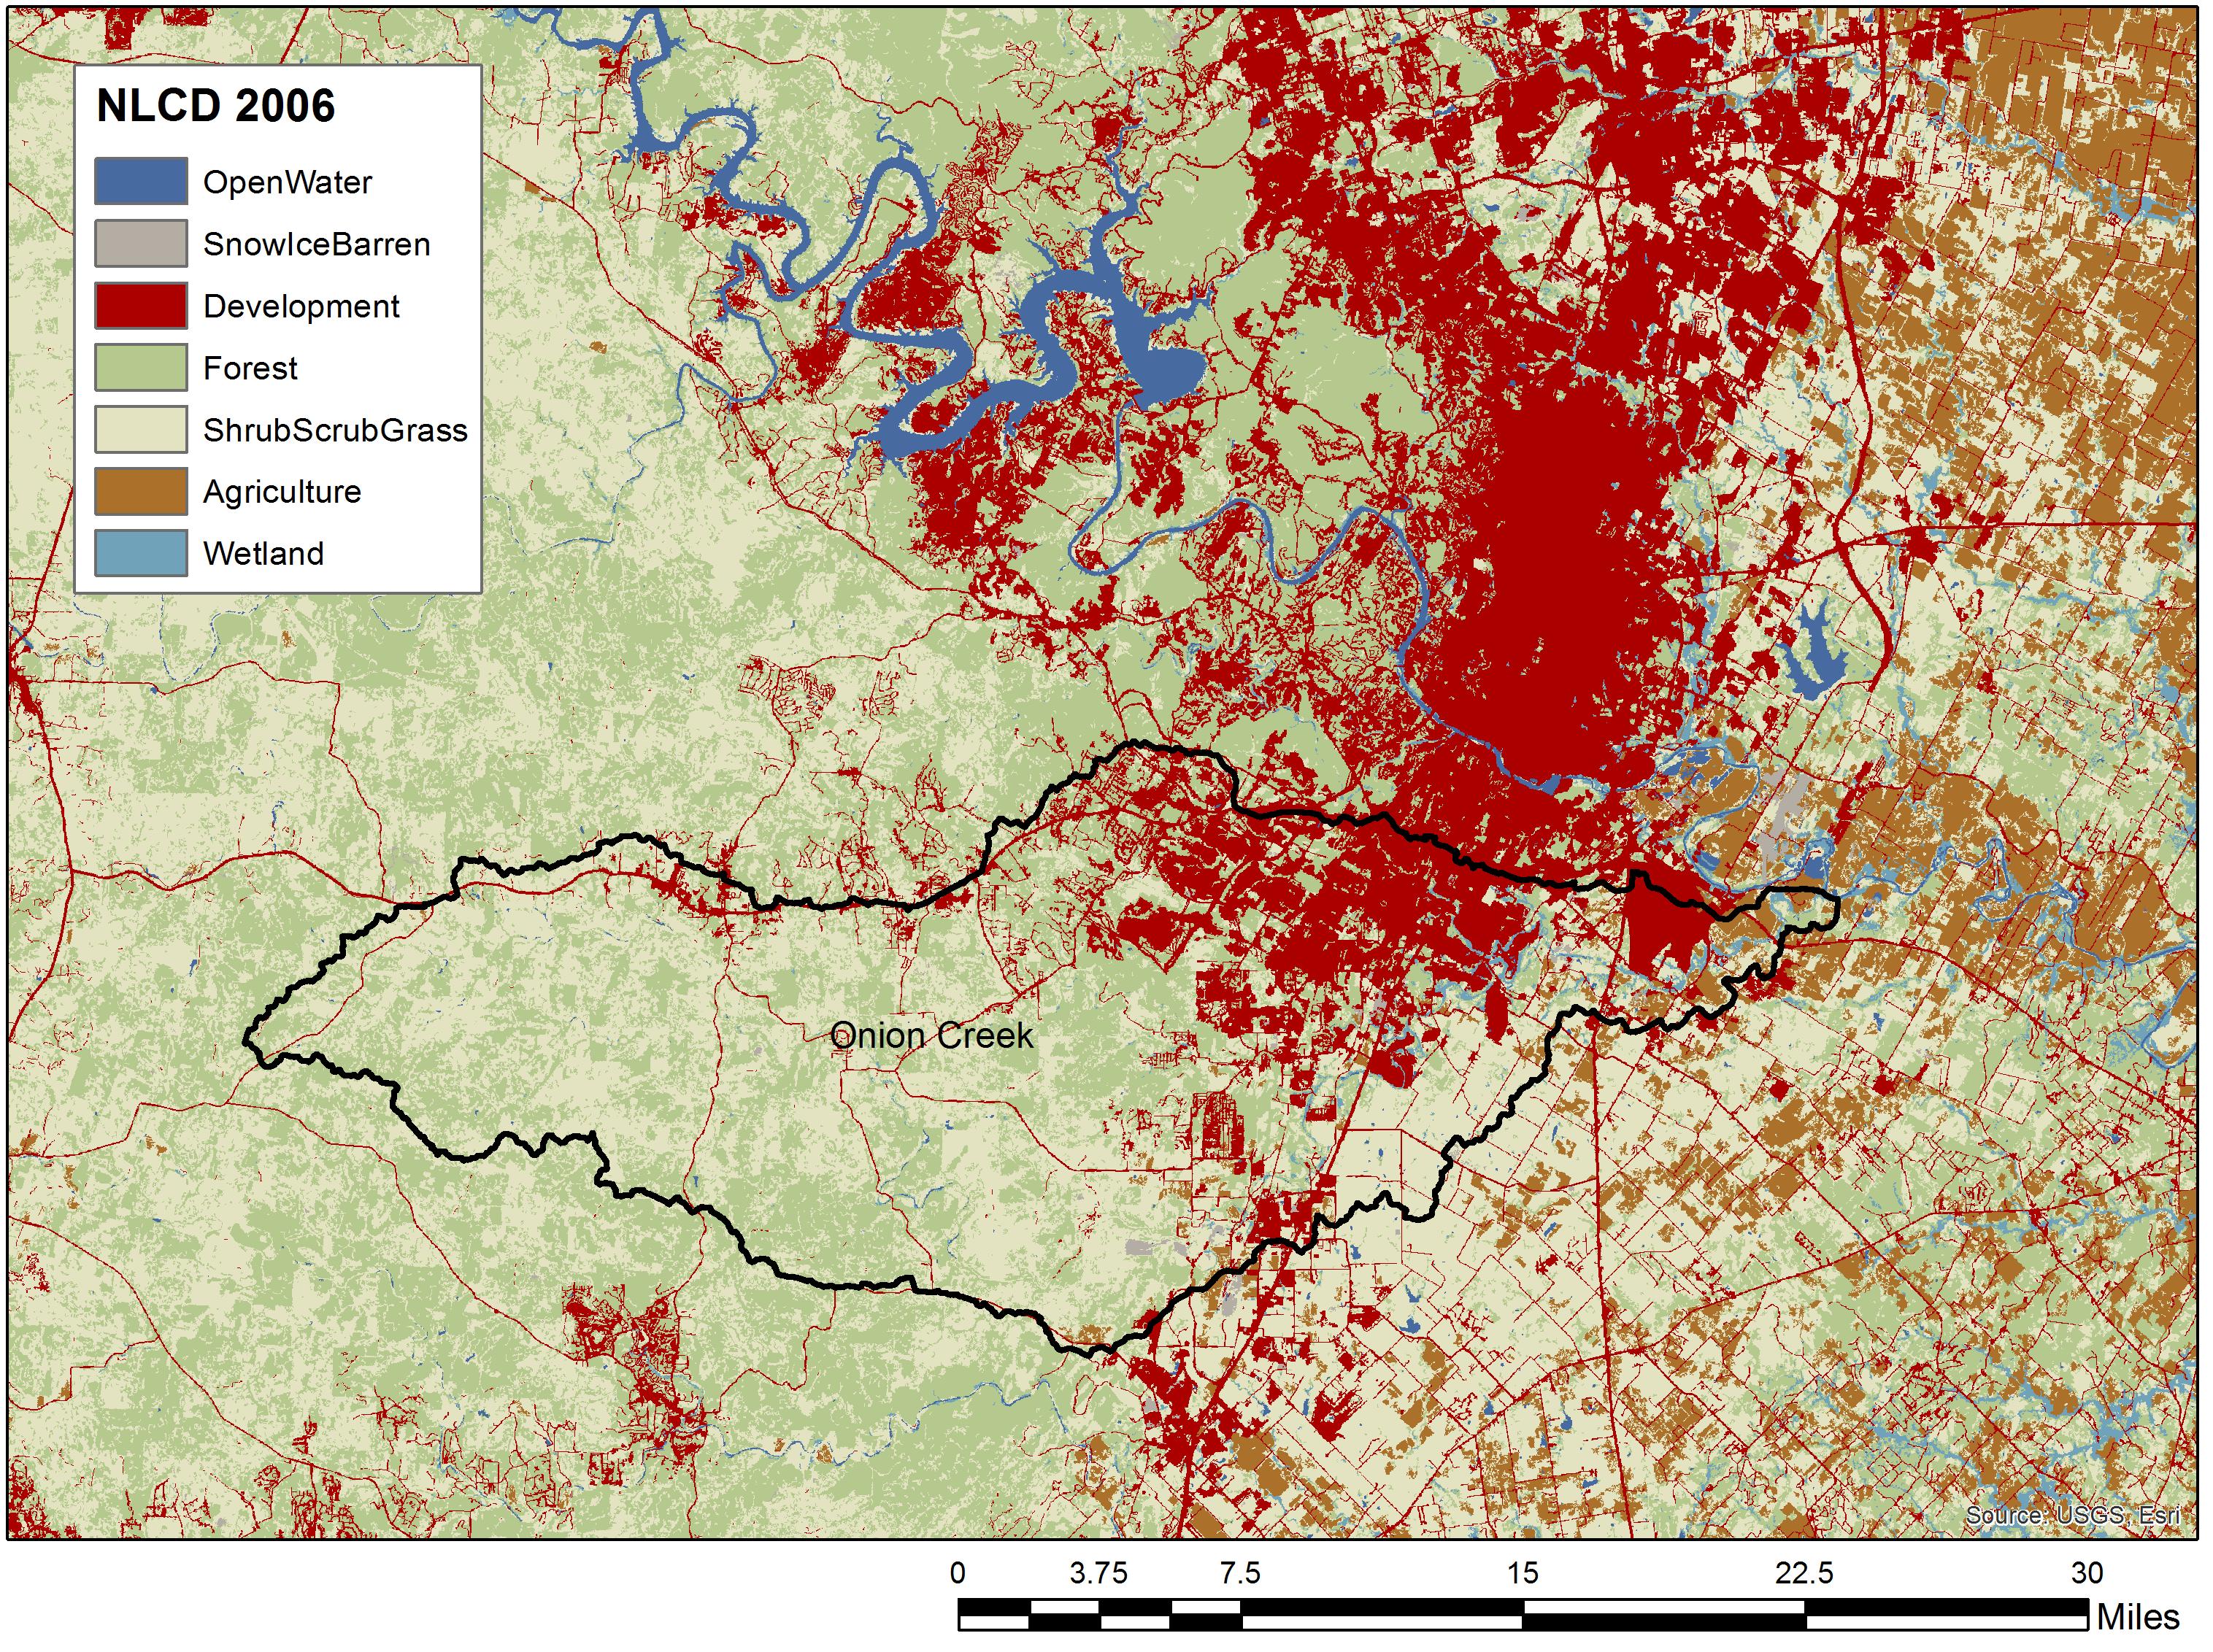 NLCD 2006
OpenWater
SnowIceBarren
Development
Forest
ShrubScrubGrass
Agriculture
Wetland
Onion Creek
Source: USGS, Esri
0 3.75 7.5 15 22.5 30
Miles